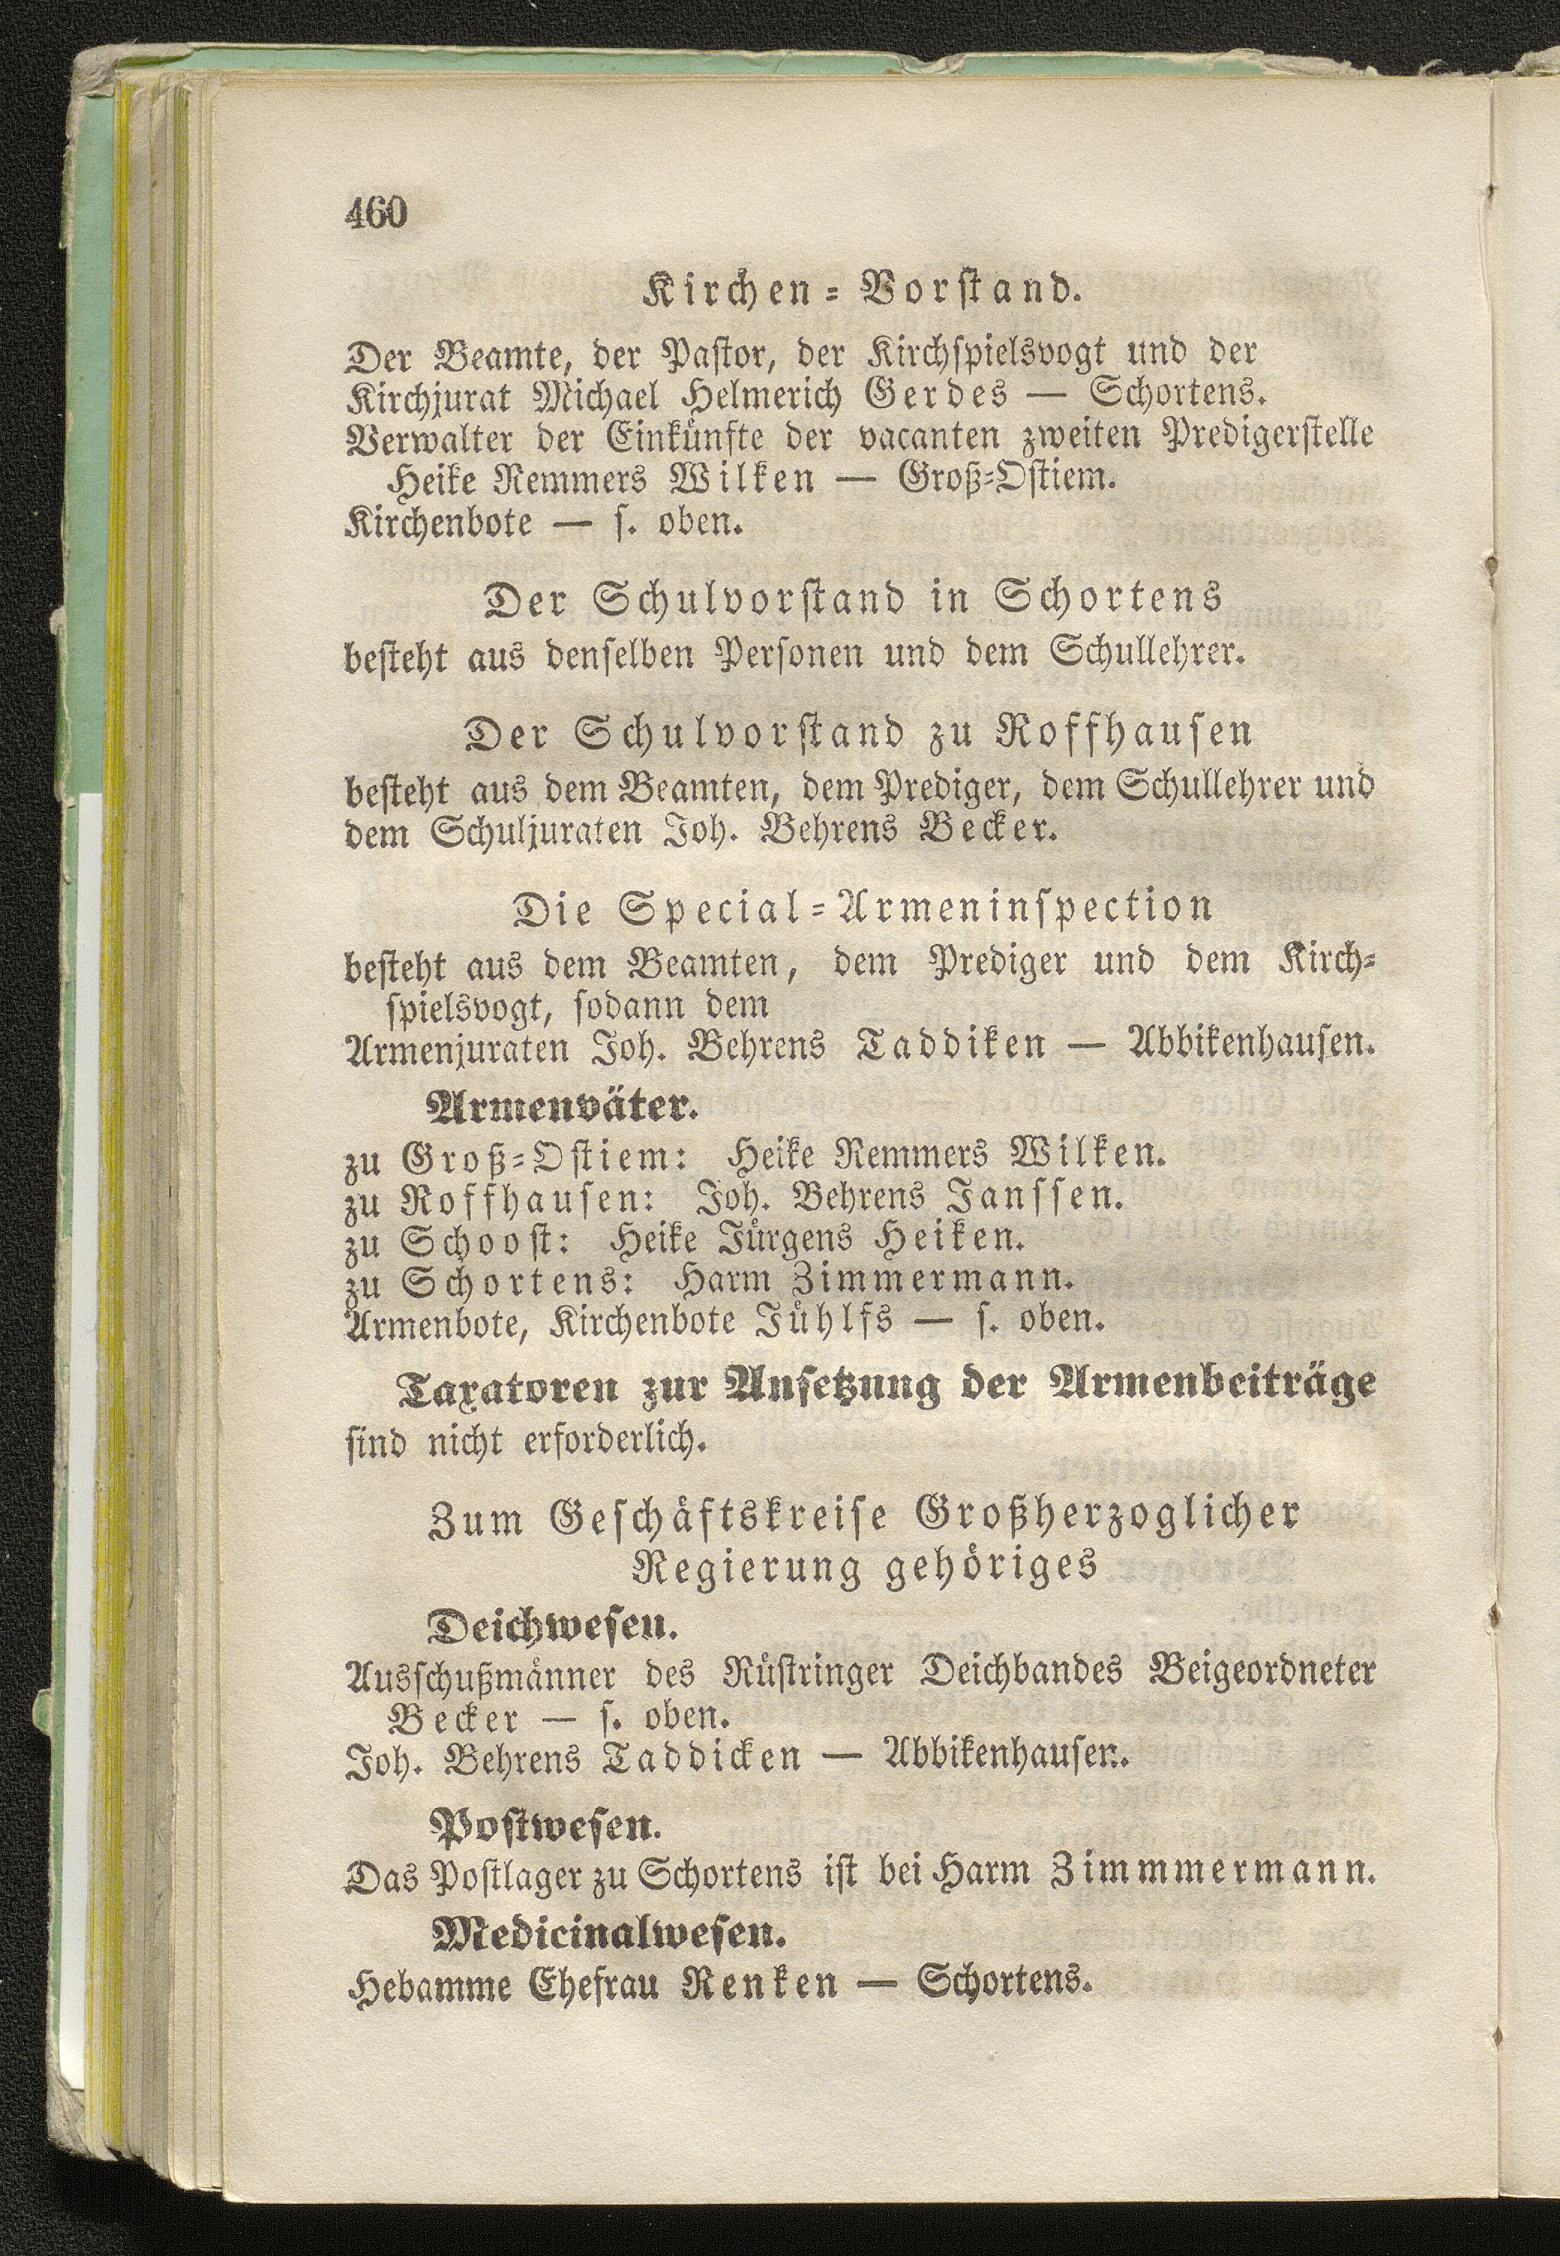 460
Kirchen-Vorstand.
Der Beamte, der Pastor, der Kirchspielsvogt und der
Kirchjurat Michael Helmerich Gerdes — Schortens.
Verwalter der Einkünfte der vacanten zweiten Predigerstelle
Heike Remmers Wilken — Groß-Ostiem.
Kirchenbote — s. oben.
Der Schulvorstand in Schortens
besteht aus denselben Personen und dem Schullehrer.
Der Schulvorstand zu Roffhausen
besteht aus dem Beamten, dem Prediger, dem Schullehrer und
dem Schuljuraten Joh. Behrens Becker.
Die Special-Armeninspection
besteht aus dem Beamten, dem Prediger und dem Kirch-
spielsvogt, sodann dem
Armenjuraten Joh. Behrens Taddiken — Abbikenhausen.
Armenväter.
zu Groß-Ostiem: Heike Remmers Wilken.
zu Roffhausen: Joh. Behrens Janssen.
zu Schoost: Heike Jürgens Heiken.
zu Schortens: Harm Zimmermann.
Armenbote, Kirchenbote Jühlfs — s. oben.
Taxatoren zur Ansetzung der Armenbeiträge
sind nicht erforderlich.
Zum Geschäftskreise Großherzoglicher
Regierung gehöriges
Deichwesen.
Ausschußmänner des Rüstringer Deichbandes Beigeordneter
Becker — s. oben.
Joh. Behrens Taddicken — Abbikenhausen.
Postwesen.
Das Postlager zu Schortens ist bei Harm Zimmmermann.
Medicinalwesen.
Hebamme Ehefrau Renken — Schortens.